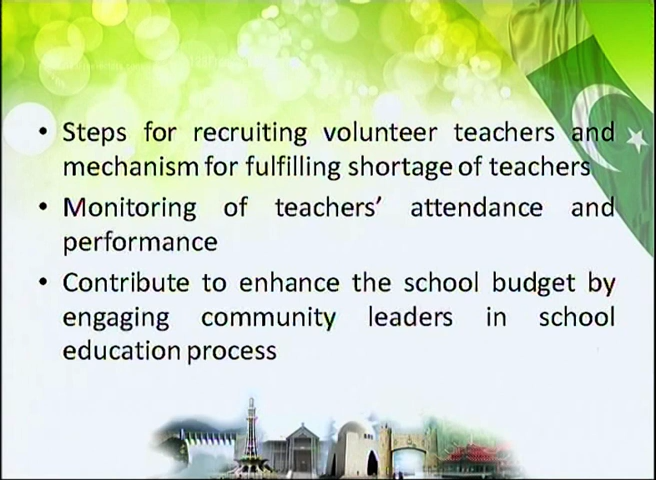 • Steps for recruiting volunteer teachers and
mechanism for fulfilling shortage of teachers
• Monitoring of teachers’ attendance and
performance
• Contribute to enhance the school budget by
engaging community leaders in school
education process